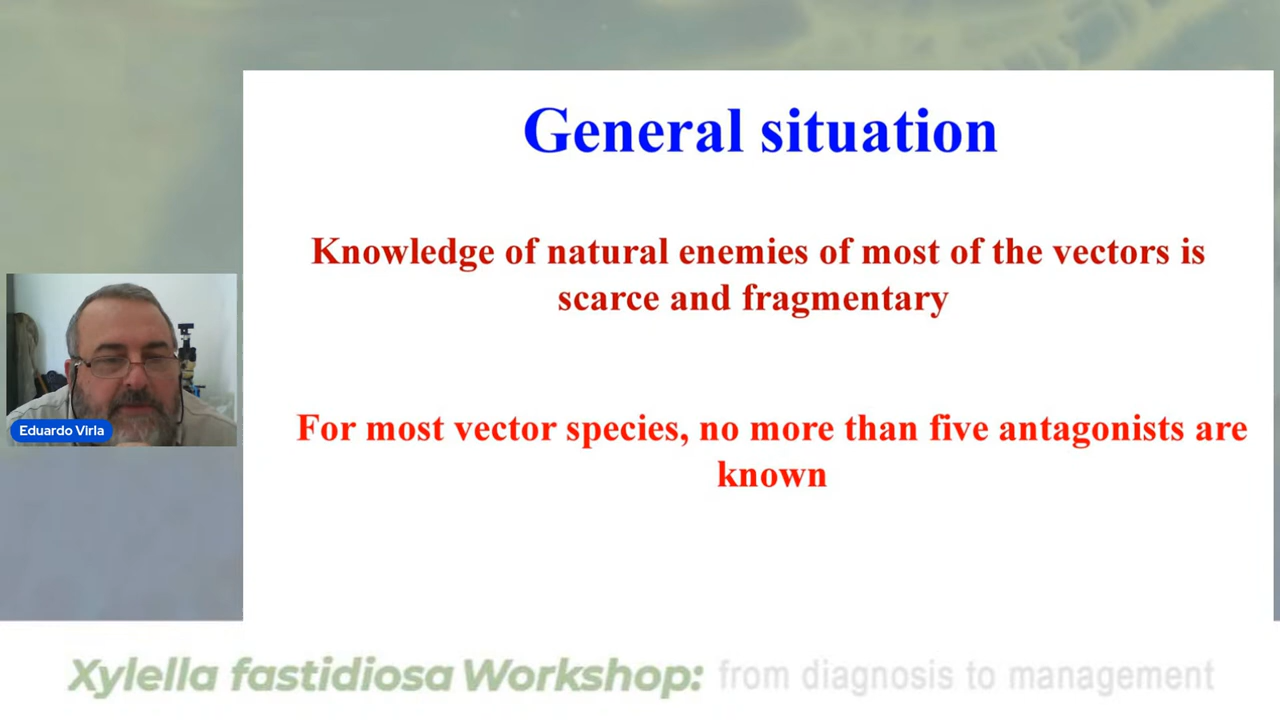 General situation
Knowledge of natural enemies of most of the vectors is
scarce and fragmentary
For most vector species, no more than five antagonists are
known
Eduardo Virla
Xylella fastidiosa Workshop: from diagnosis to management